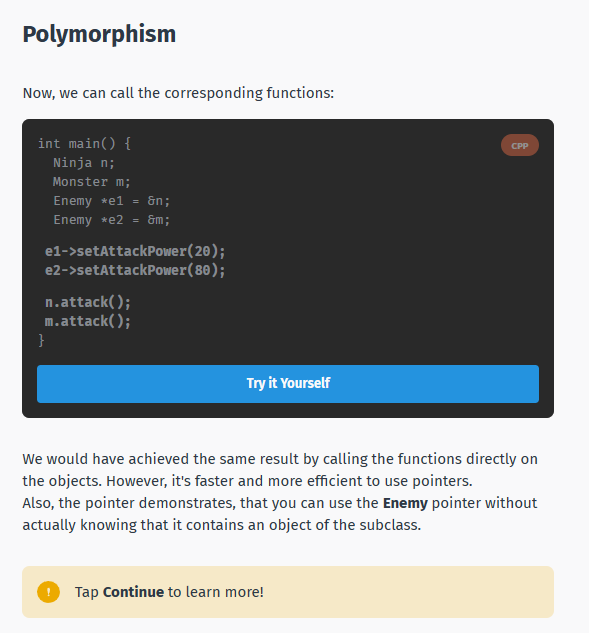 Polymorphism
Now, we can call the corresponding functions:
CPP
int main() {
Ninja n;
Monster m;
Enemy *e1 = &n;
Enemy *e2 = &m;
e1->setAttackPower(20);
e2->setAttackPower(80);
n.attack();
m.attack();
}
Try it Yourself
We would have achieved the same result by calling the functions directly on
the objects. However, it's faster and more efficient to use pointers.
Also, the pointer demonstrates, that you can use the Enemy pointer without
actually knowing that it contains an object of the subclass.
! Tap Continue to learn more!